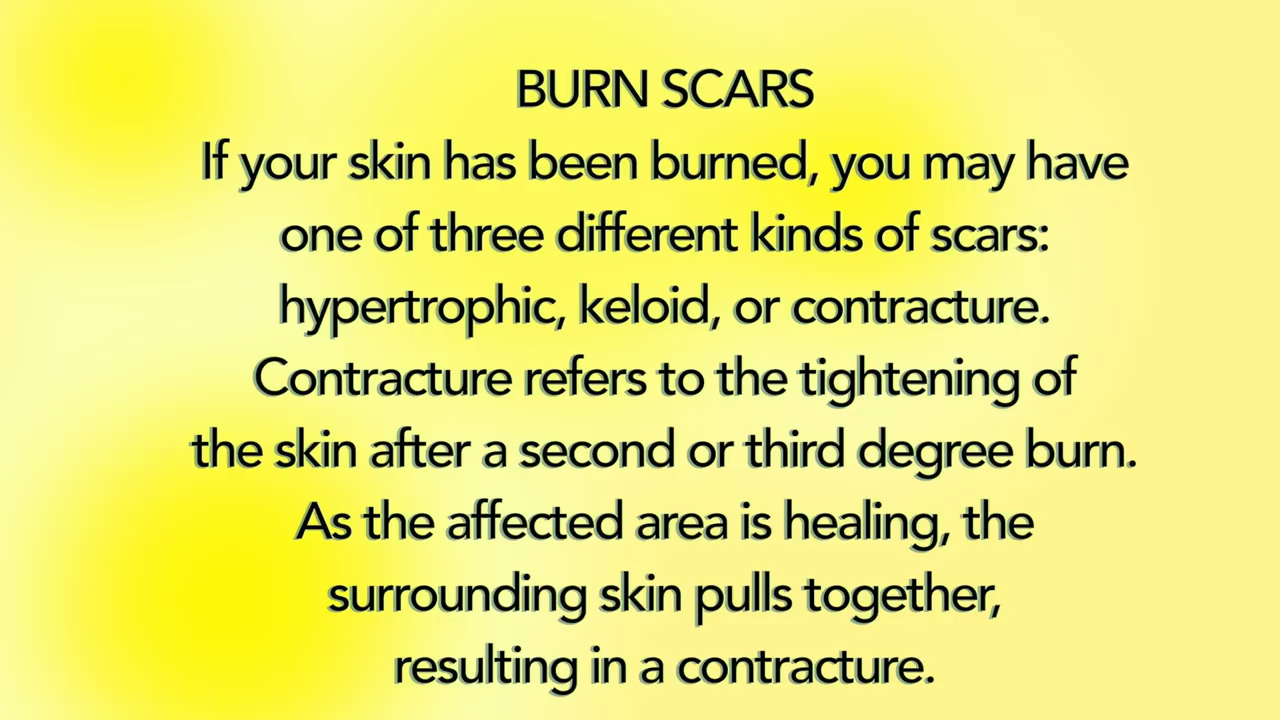 BURN SCARS
If your skin has been burned, you may have
one of three different kinds of scars:
hypertrophic, keloid, or contracture.
Contracture refers to the tightening of
the skin after a second or third degree burn.
As the affected area is healing, the
surrounding skin pulls together,
resulting in a contracture.